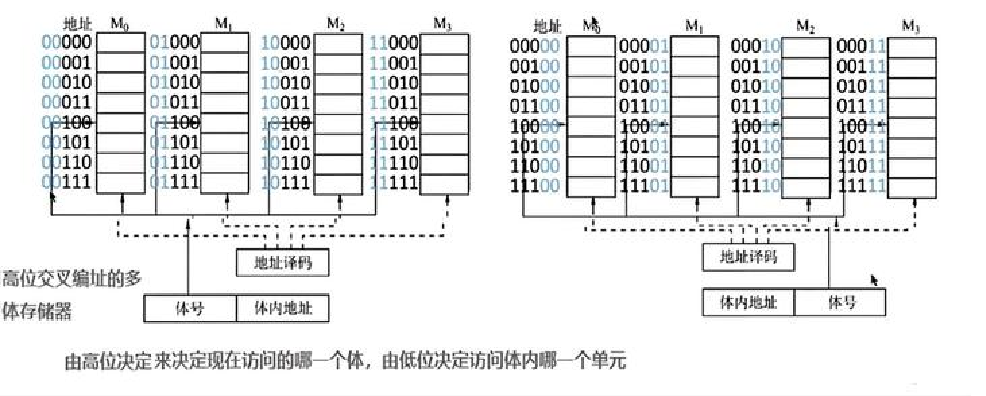 地址 M0 M1 M2 M3
00000 01000 10000 11000
00001 01001 10001 11001
00010 01010 10010 11010
00011 01011 10011 11011
00100 01100 10100 11100
00101 01101 10101 11101
00110 01110 10110 11110
00111 01111 10111 11111
地址译码
体号 体内地址
高位交叉编址的多
体存储器
地址 M0 M1 M2 M3
00000 00001 00010 00011
00100 00101 00110 00111
01000 01001 01010 01011
01100 01101 01110 01111
10000 10001 10010 10011
10100 10101 10110 10111
11000 11001 11010 11011
11100 11101 11110 11111
地址译码
体内地址 体号
由高位决定来决定现在访问的哪一个体，由低位决定访问体内哪一个单元